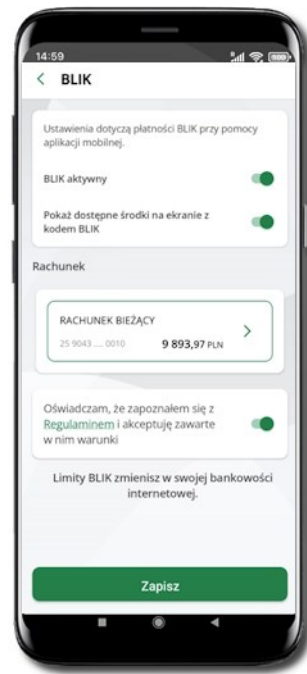 14:59
BLIK
Ustawienia dotyczą płatności BLIK przy pomocy
aplikacji mobilnej.
BLIK aktywny
Pokaż dostępne środki na ekranie z
kodem BLIK
Rachunek
RACHUNEK BIEŻĄCY
25 9043 .... 0010 9 893,97 PLN
Oświadczam, że zapoznałem się z
Regulaminem i akceptuję zawarte
w nim warunki
Limity BLIK zmienisz w swojej bankowości
internetowej.
Zapisz